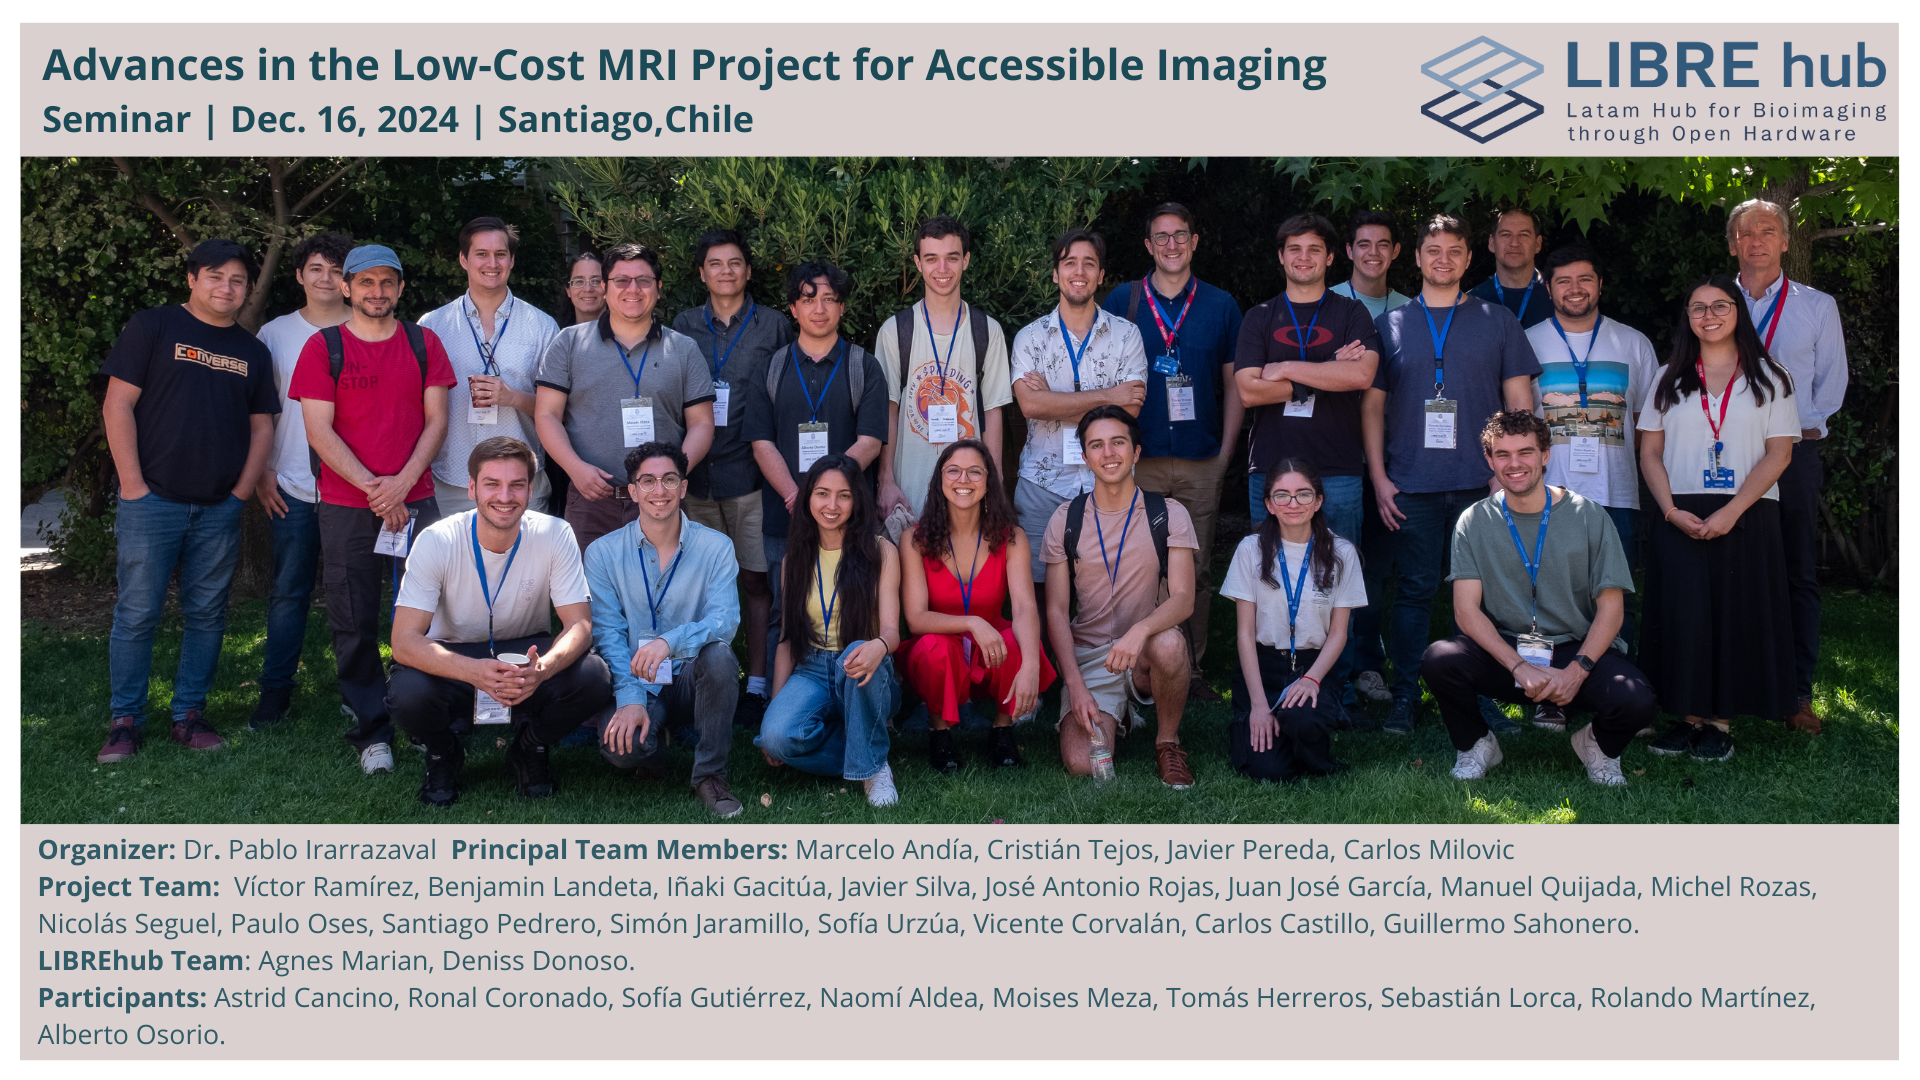 Advances in the Low-Cost MRI Project for Accessible Imaging
Seminar | Dec. 16, 2024 | Santiago,Chile
LIBRE hub
Latam Hub for Bioimaging
through Open Hardware
CONVERSE
UN-
STOP
SPALDING
Organizer: Dr. Pablo Irarrazaval  Principal Team Members: Marcelo Andía, Cristián Tejos, Javier Pereda, Carlos Milovic
Project Team:  Víctor Ramírez, Benjamin Landeta, Iñaki Gacitúa, Javier Silva, José Antonio Rojas, Juan José García, Manuel Quijada, Michel Rozas,
Nicolás Seguel, Paulo Oses, Santiago Pedrero, Simón Jaramillo, Sofía Urzúa, Vicente Corvalán, Carlos Castillo, Guillermo Sahonero.
LIBREhub Team: Agnes Marian, Deniss Donoso.
Participants: Astrid Cancino, Ronal Coronado, Sofía Gutiérrez, Naomí Aldea, Moises Meza, Tomás Herreros, Sebastián Lorca, Rolando Martínez,
Alberto Osorio.